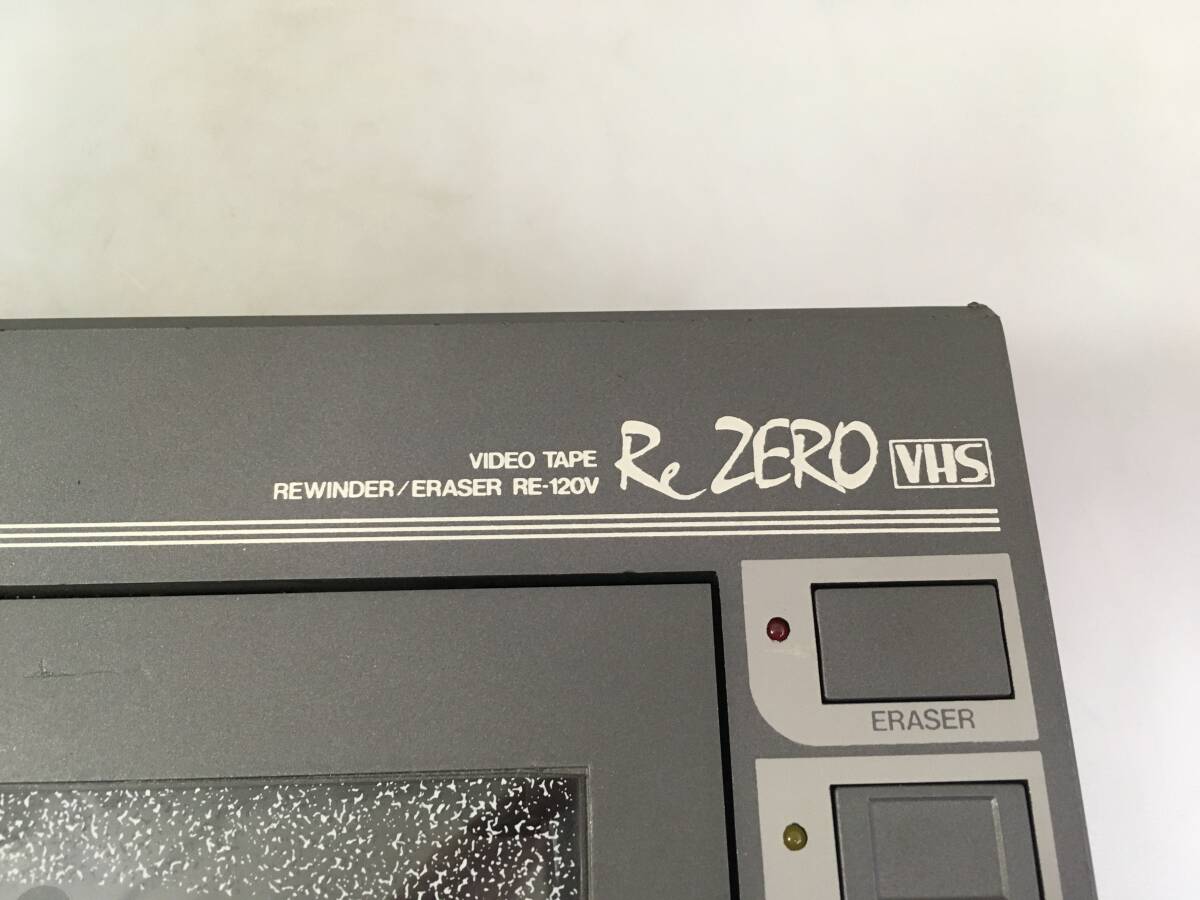 VIDEO TAPE
REWINDER/ERASER RE-120V
Re ZERO
VHS
ERASER